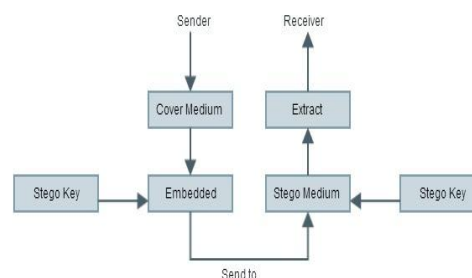 Sender
Receiver
Cover Medium
Extract
Stego Key
Embedded
Stego Medium
Stego Key
Send to